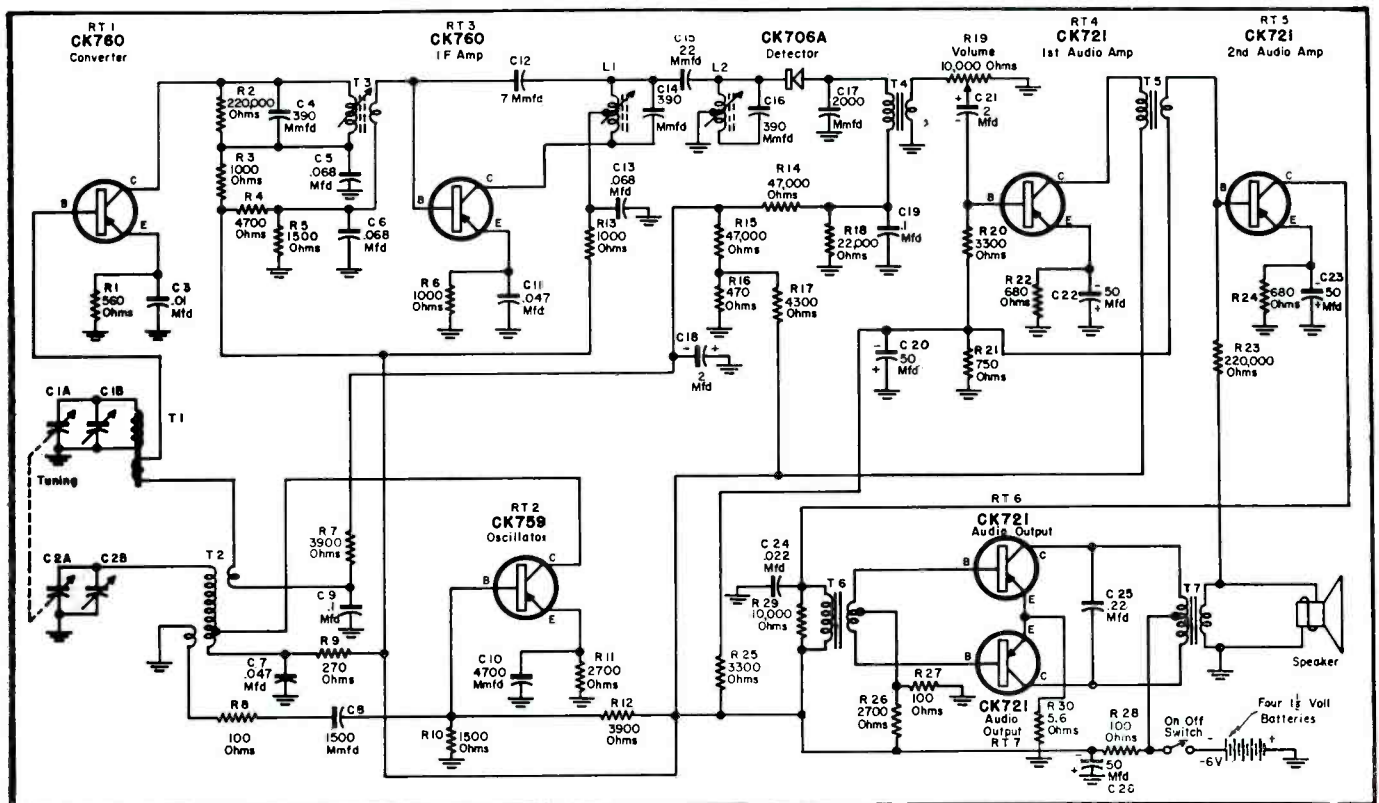 RT 1
CK760
Converter
RT 3
CK760
IF Amp
CK706A
Detector
R19
Volume
10,000 Ohms
RT 4
CK721
1st Audio Amp
RT 5
CK721
2nd Audio Amp
R2
220,000
Ohms
C4
390
Mmfd
T3
C12
7 Mmfd
L1
C14
390
Mmfd
C15
22
Mmfd
L2
C16
390
Mmfd
C17
2000
Mmfd
T4
C21
2
Mfd
T5
R3
1000
Ohms
C5
.068
Mfd
R4
4700
Ohms
R5
1500
Ohms
C6
.068
Mfd
B
C
E
R1
560
Ohms
C3
.01
Mfd
B
C
E
R6
1000
Ohms
C11
.047
Mfd
C13
.068
Mfd
R13
1000
Ohms
R14
47,000
Ohms
R15
47,000
Ohms
R16
470
Ohms
R17
4300
Ohms
R18
22,000
Ohms
C19
.1
Mfd
C18
- +
2
Mfd
R20
3300
Ohms
B
C
E
R22
680
Ohms
C22
50
Mfd
C20
50
Mfd
R21
750
Ohms
B
C
E
R24
680
Ohms
C23
50
Mfd
R23
220,000
Ohms
C1A
C1B
T1
Tuning
C2A
C2B
T2
R7
3900
Ohms
C9
.1
Mfd
R9
270
Ohms
C7
.047
Mfd
R8
100
Ohms
C8
1500
Mmfd
RT 2
CK759
Oscillator
B
C
E
C10
4700
Mmfd
R11
2700
Ohms
R10
1500
Ohms
R12
3900
Ohms
R25
3300
Ohms
C24
.022
Mfd
R29
10,000
Ohms
T6
RT 6
CK721
Audio Output
B
C
E
E
B
C
CK721
Audio
Output
RT 7
R26
2700
Ohms
R27
100
Ohms
R30
5.6
Ohms
C25
.22
Mfd
T7
Speaker
R28
100
Ohms
50
Mfd
On Off
Switch
-6V
Four 1½ Volt
Batteries
- +